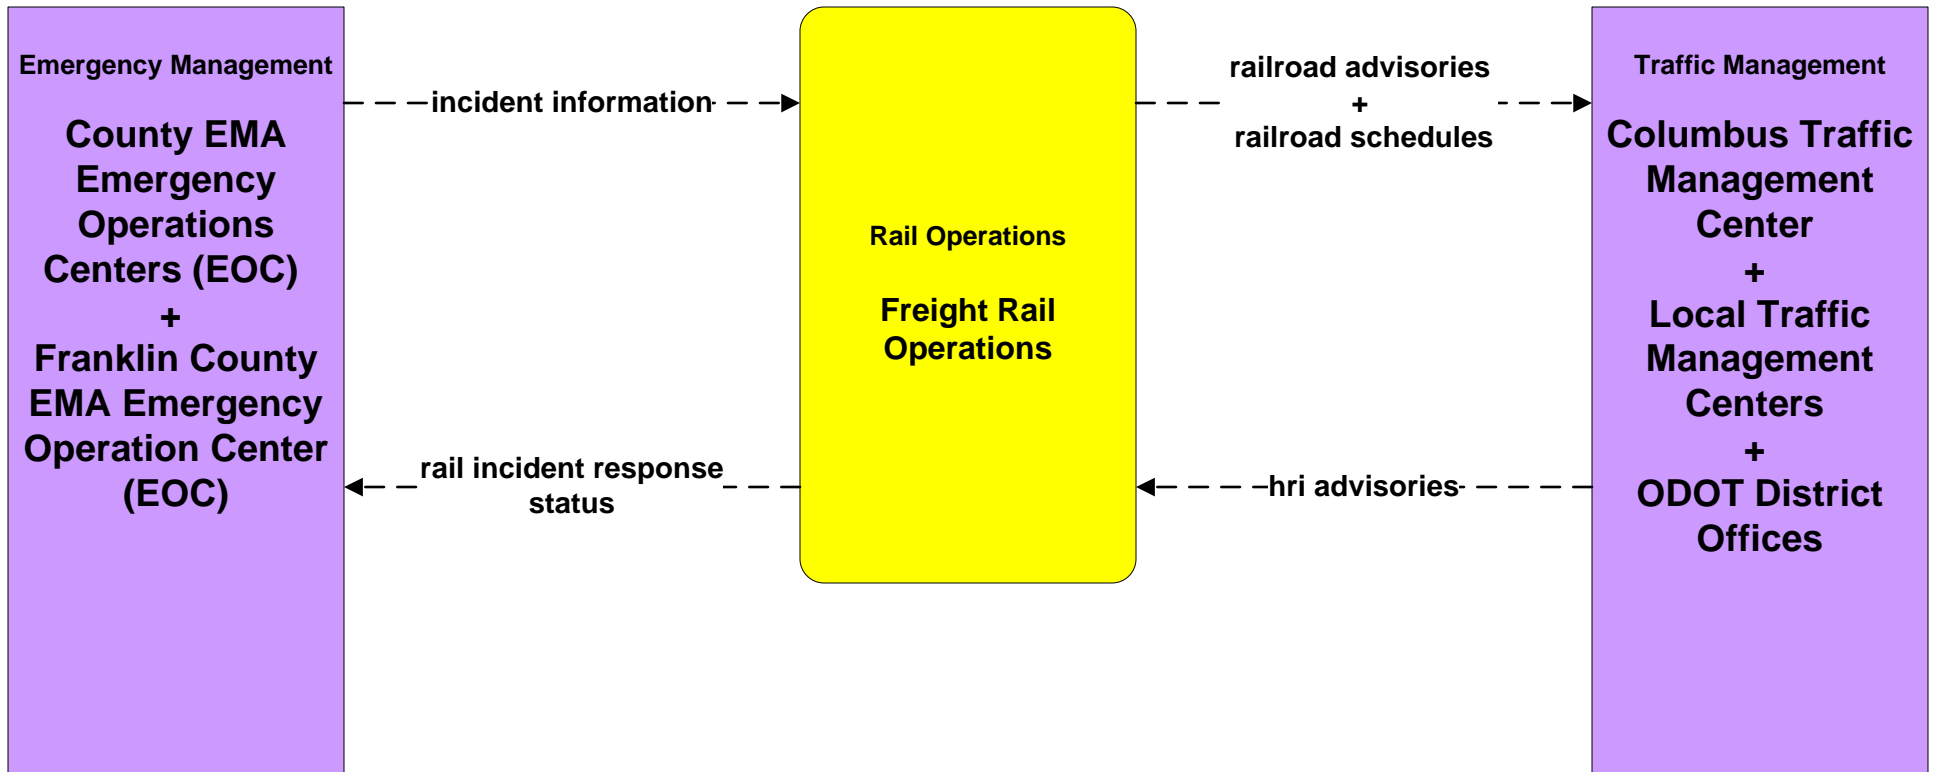 Emergency Management
County EMA
Emergency
Operations
Centers (EOC)
+
Franklin County
EMA Emergency
Operation Center
(EOC)
incident information
rail incident response
status
Rail Operations
Freight Rail
Operations
railroad advisories
+
railroad schedules
hri advisories
Traffic Management
Columbus Traffic
Management
Center
+
Local Traffic
Management
Centers
+
ODOT District
Offices